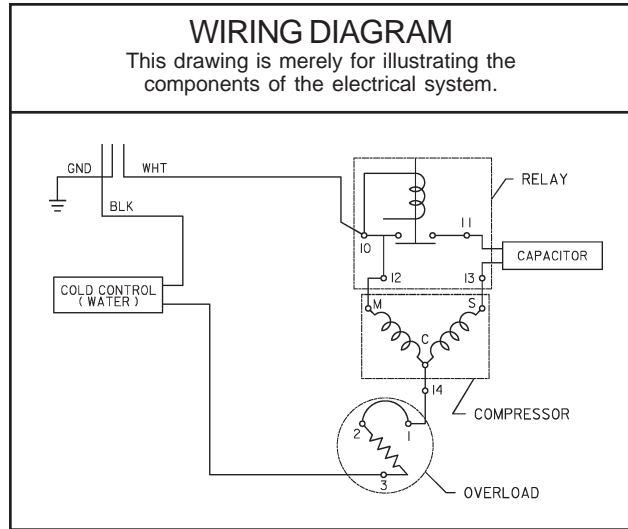 WIRING DIAGRAM
This drawing is merely for illustrating the
components of the electrical system.
GND
WHT
BLK
RELAY
10
11
CAPACITOR
12
13
COLD CONTROL
(WATER)
M
S
C
14
COMPRESSOR
2
1
3
OVERLOAD